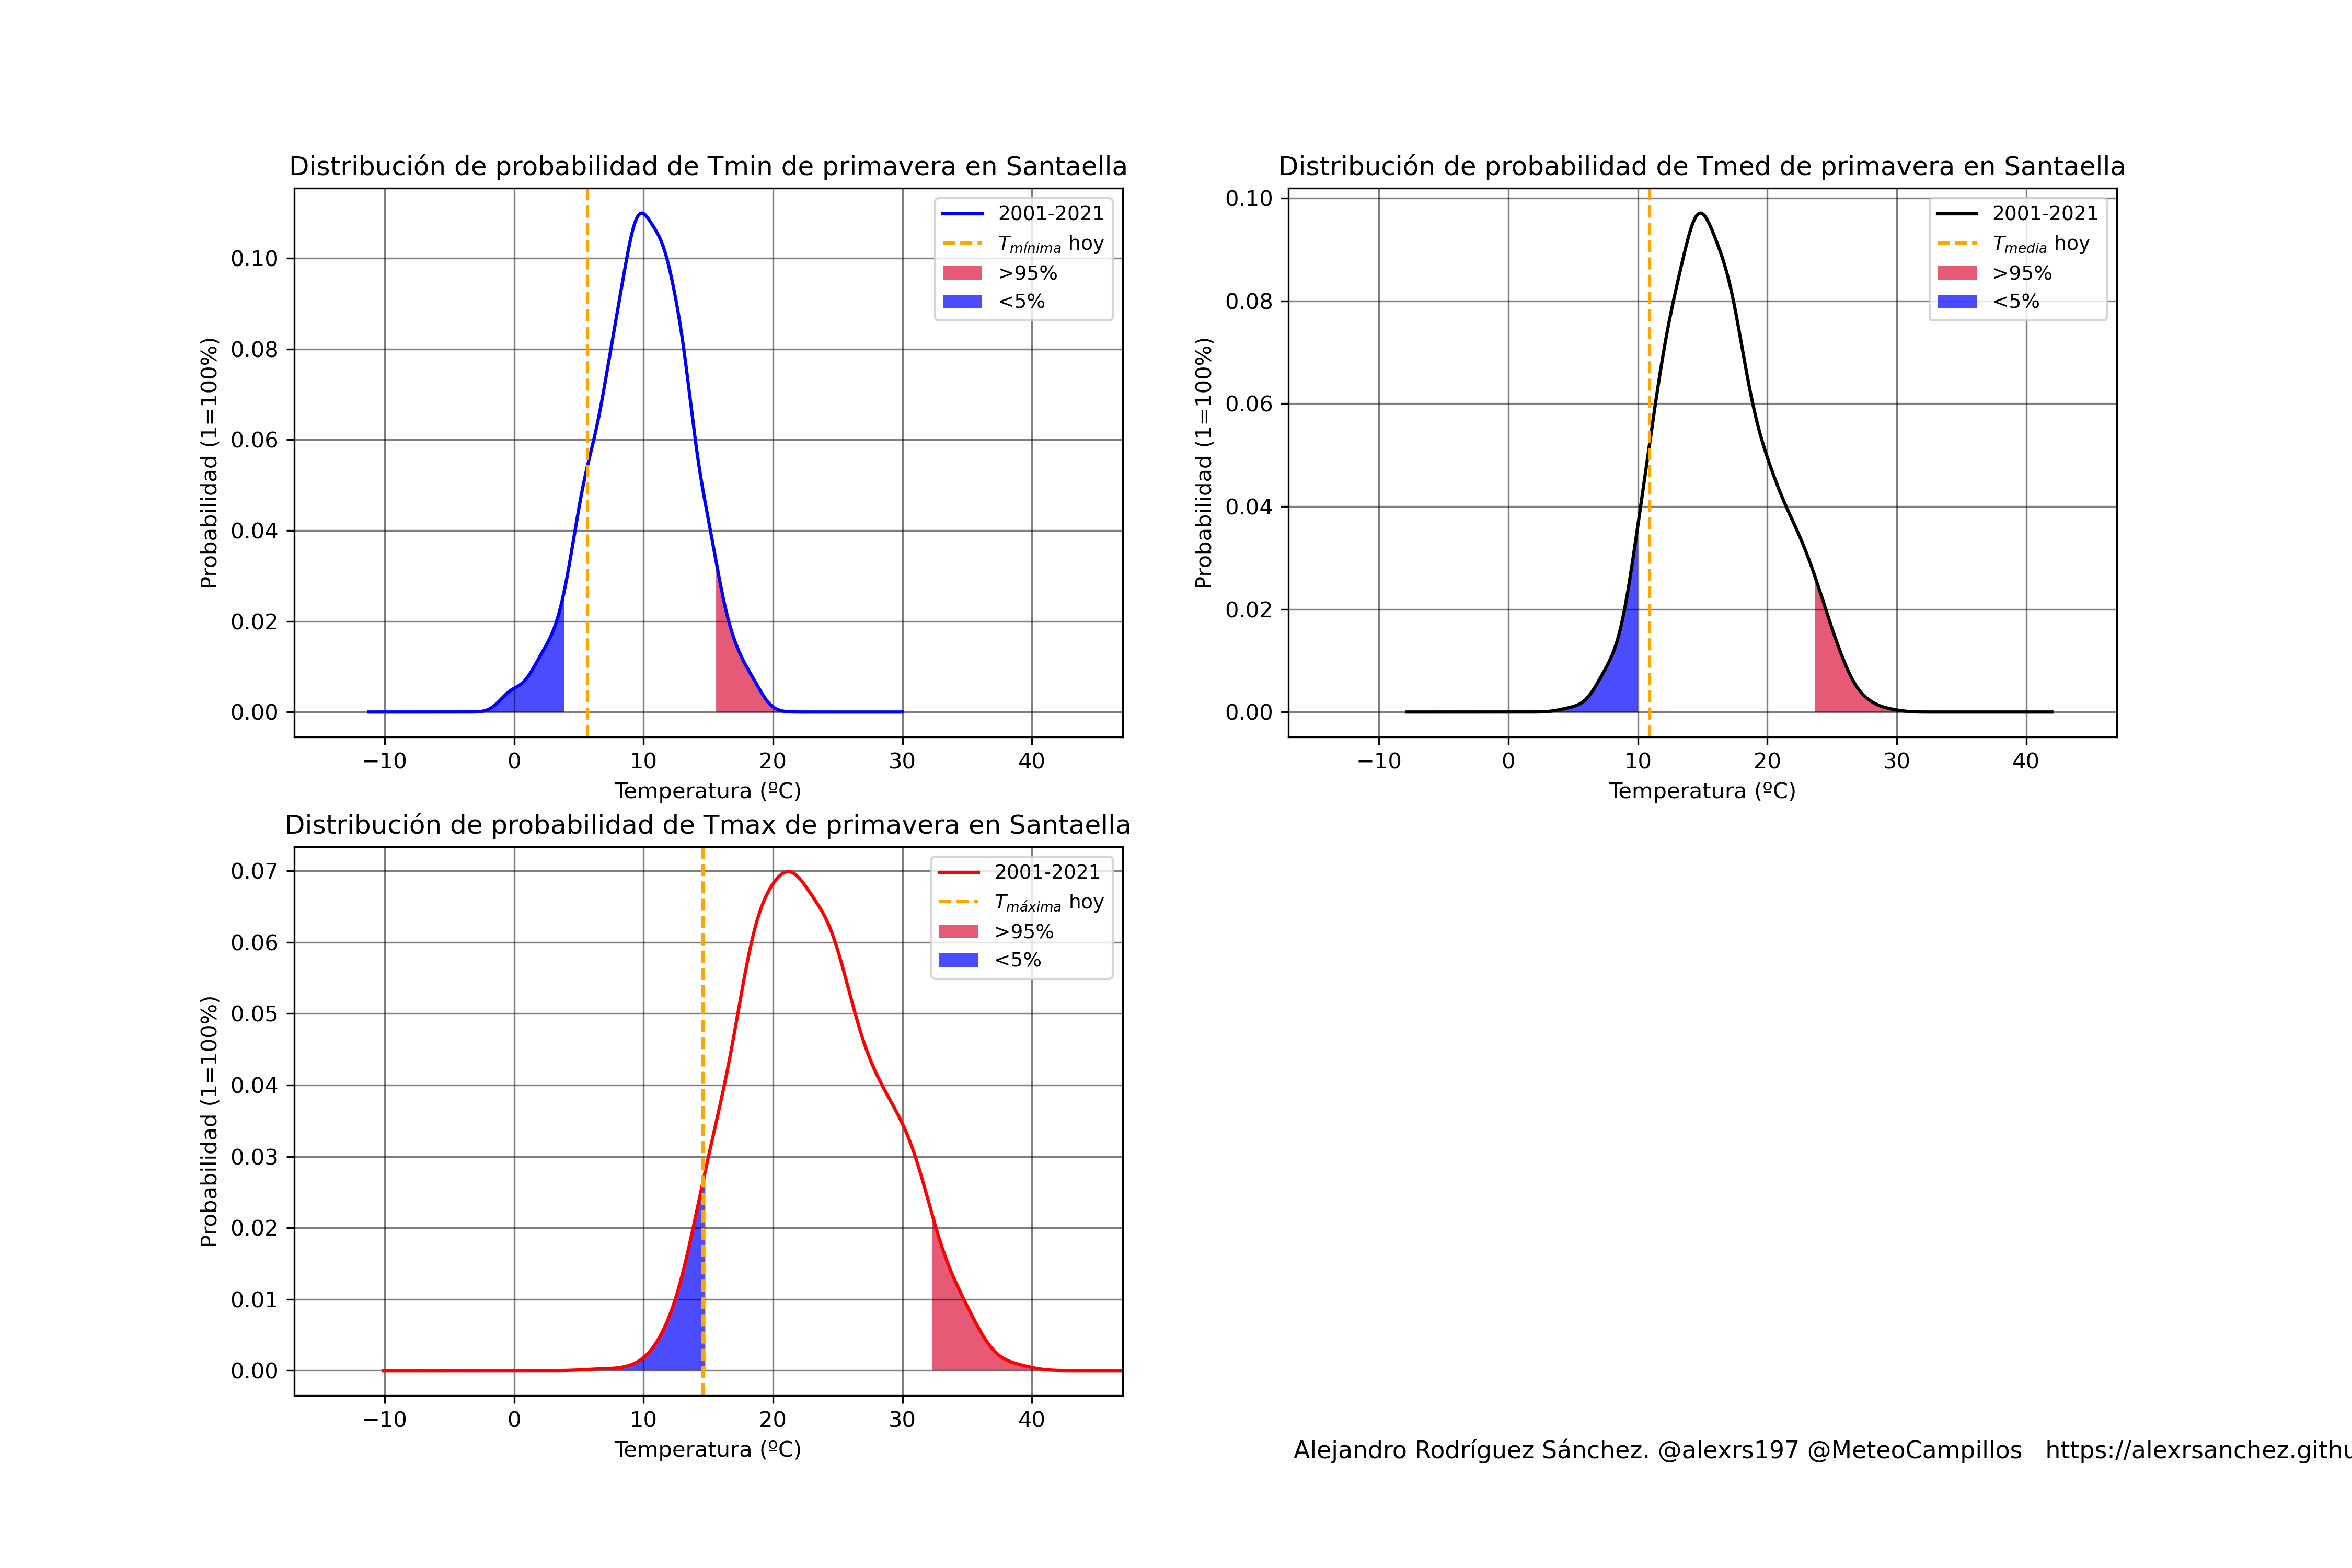 Distribución de probabilidad de Tmin de primavera en Santaella
2001-2021
Tmínima hoy
>95%
<5%
Probabilidad (1=100%)
0.10
0.08
0.06
0.04
0.02
0.00
−10 0 10 20 30 40
Temperatura (ºC)
Distribución de probabilidad de Tmed de primavera en Santaella
2001-2021
Tmedia hoy
>95%
<5%
Probabilidad (1=100%)
0.10
0.08
0.06
0.04
0.02
0.00
−10 0 10 20 30 40
Temperatura (ºC)
Distribución de probabilidad de Tmax de primavera en Santaella
2001-2021
Tmáxima hoy
>95%
<5%
Probabilidad (1=100%)
0.07
0.06
0.05
0.04
0.03
0.02
0.01
0.00
−10 0 10 20 30 40
Temperatura (ºC)
Alejandro Rodríguez Sánchez. @alexrs197 @MeteoCampillos https://alexrsanchez.githu